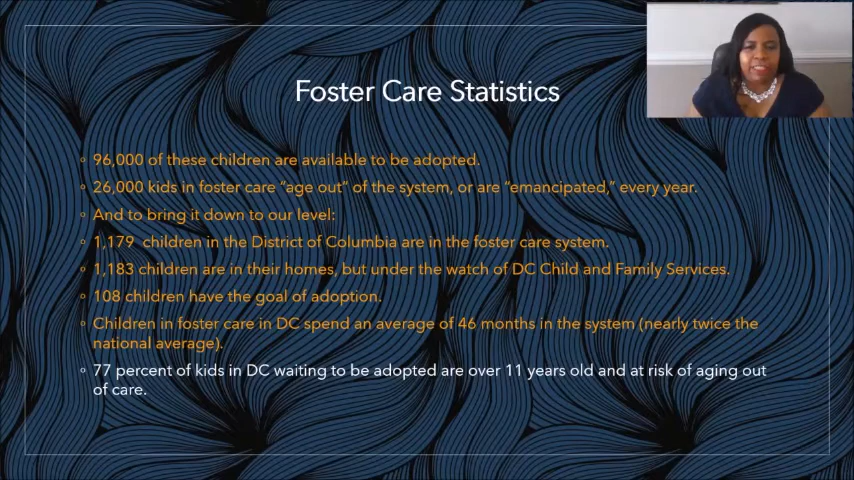 Foster Care Statistics
96,000 of these children are available to be adopted.
26,000 kids in foster care “age out” of the system, or are “emancipated,” every year.
And to bring it down to our level:
1,179 children in the District of Columbia are in the foster care system.
1,183 children are in their homes, but under the watch of DC Child and Family Services.
108 children have the goal of adoption.
Children in foster care in DC spend an average of 46 months in the system (nearly twice the
national average).
77 percent of kids in DC waiting to be adopted are over 11 years old and at risk of aging out
of care.